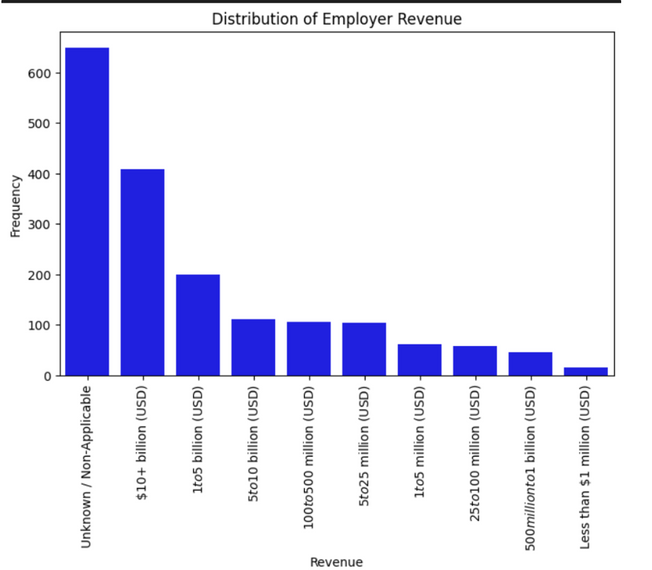 Distribution of Employer Revenue
Frequency
600
500
400
300
200
100
0
Unknown / Non-Applicable
$10+ billion (USD)
1to5 billion (USD)
5to10 billion (USD)
100to500 million (USD)
5to25 million (USD)
1to5 million (USD)
25to100 million (USD)
500millionto1 billion (USD)
Less than $1 million (USD)
Revenue